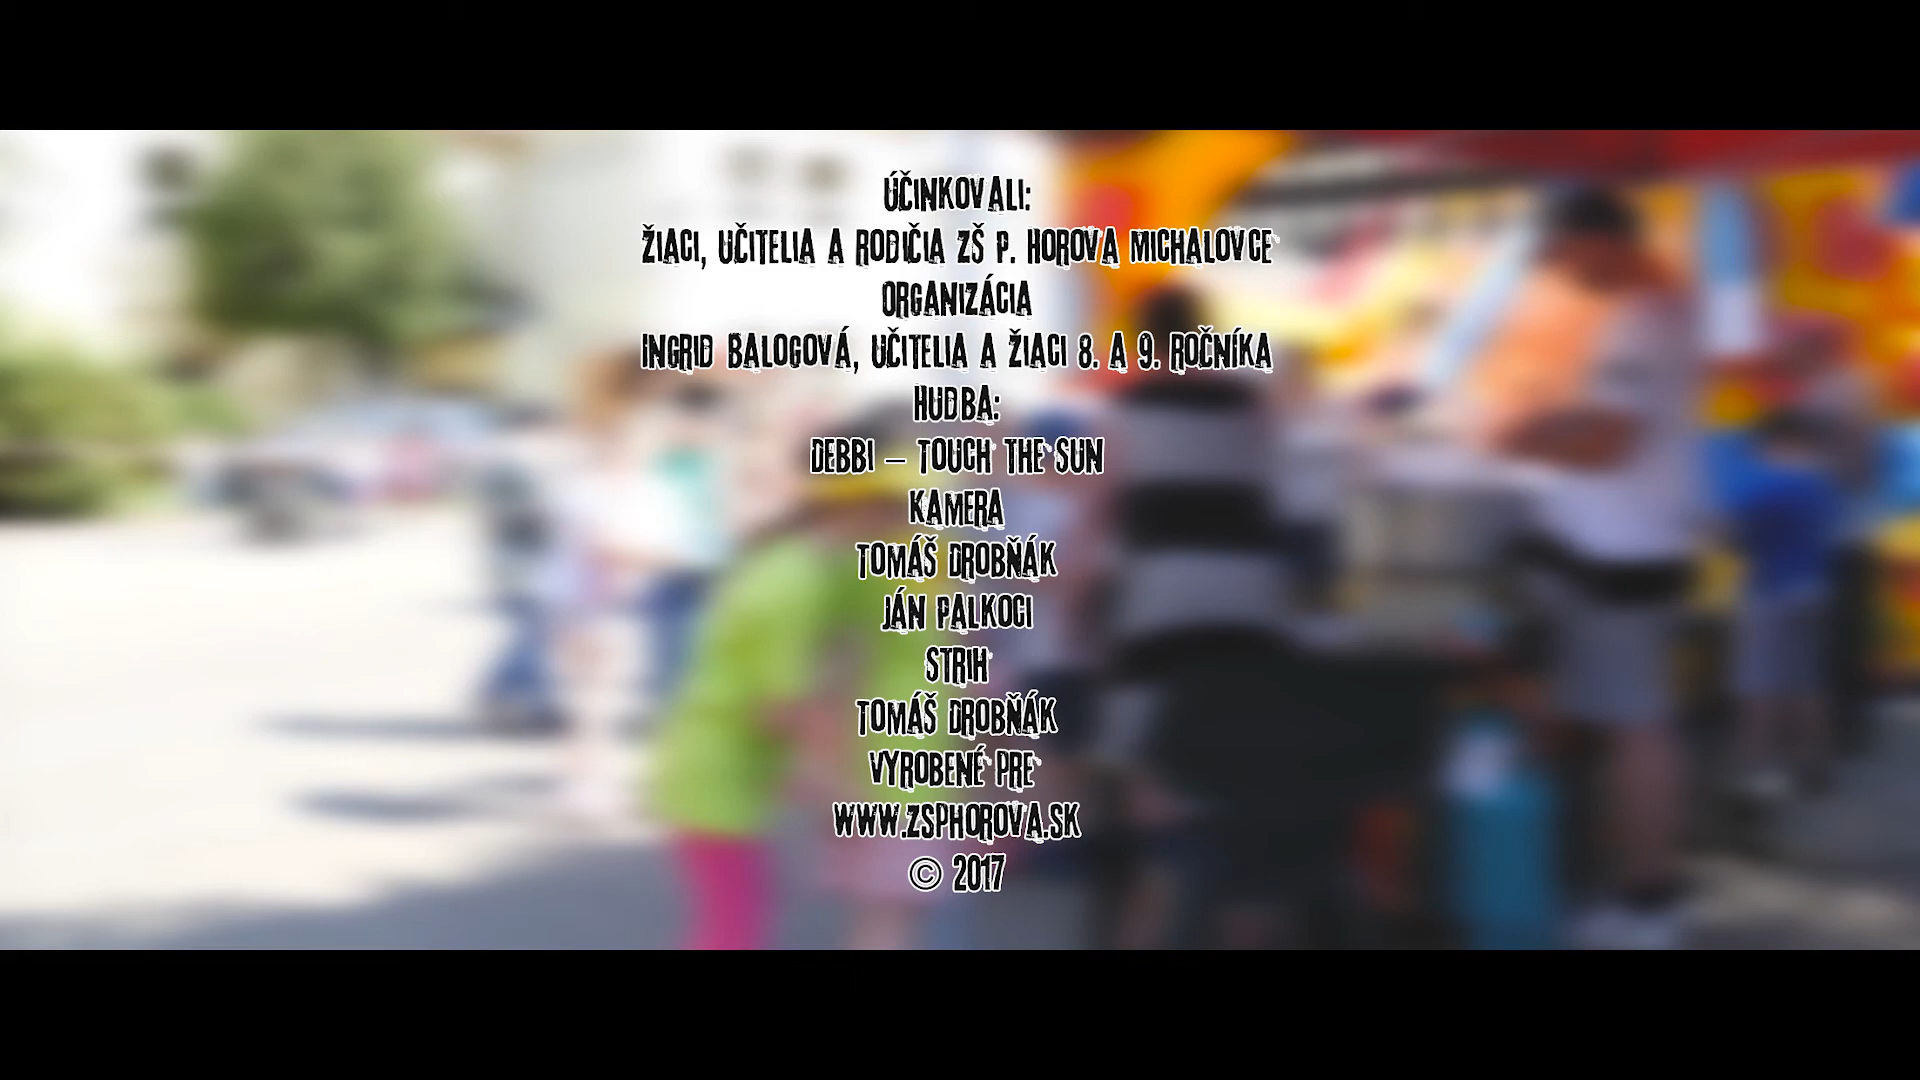 ÚČINKOVALI:
ŽIACI, UČITELIA A RODIČIA ZŠ P. HOROVA MICHALOVCE
ORGANIZÁCIA
INGRID BALOGOVÁ, UČITELIA A ŽIACI 8. A 9. ROČNÍKA
HUDBA:
DEBBI – TOUCH THE SUN
KAMERA
TOMÁŠ DROBŇÁK
JÁN PALKOCI
STRIH
TOMÁŠ DROBŇÁK
VYROBENÉ PRE
WWW.ZSPHOROVA.SK
© 2017